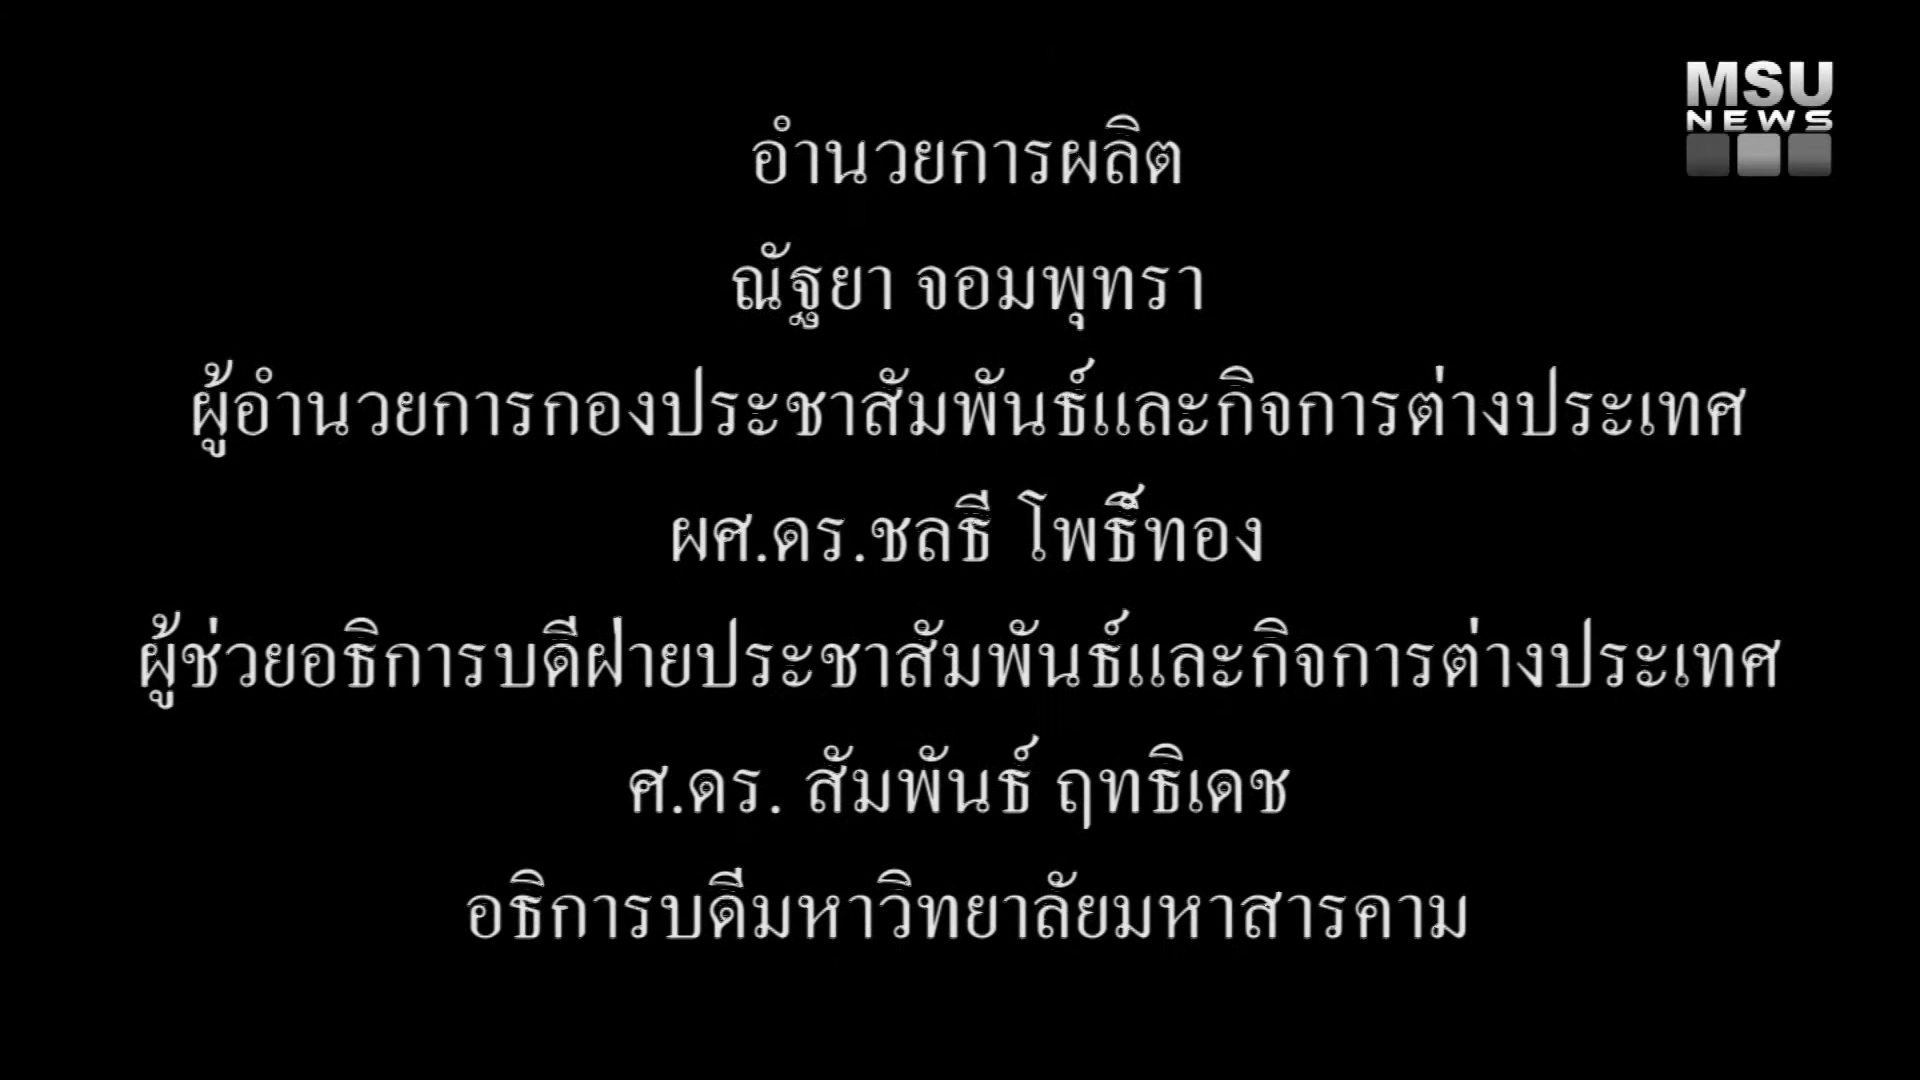 MSU
NEWS
อำนวยการผลิต
ณัฐยา จอมพุทรา
ผู้อำนวยการกองประชาสัมพันธ์และกิจการต่างประเทศ
ผศ.ดร.ชลธี โพธิ์ทอง
ผู้ช่วยอธิการบดีฝ่ายประชาสัมพันธ์และกิจการต่างประเทศ
ศ.ดร. สัมพันธ์ ฤทธิเดช
อธิการบดีมหาวิทยาลัยมหาสารคาม